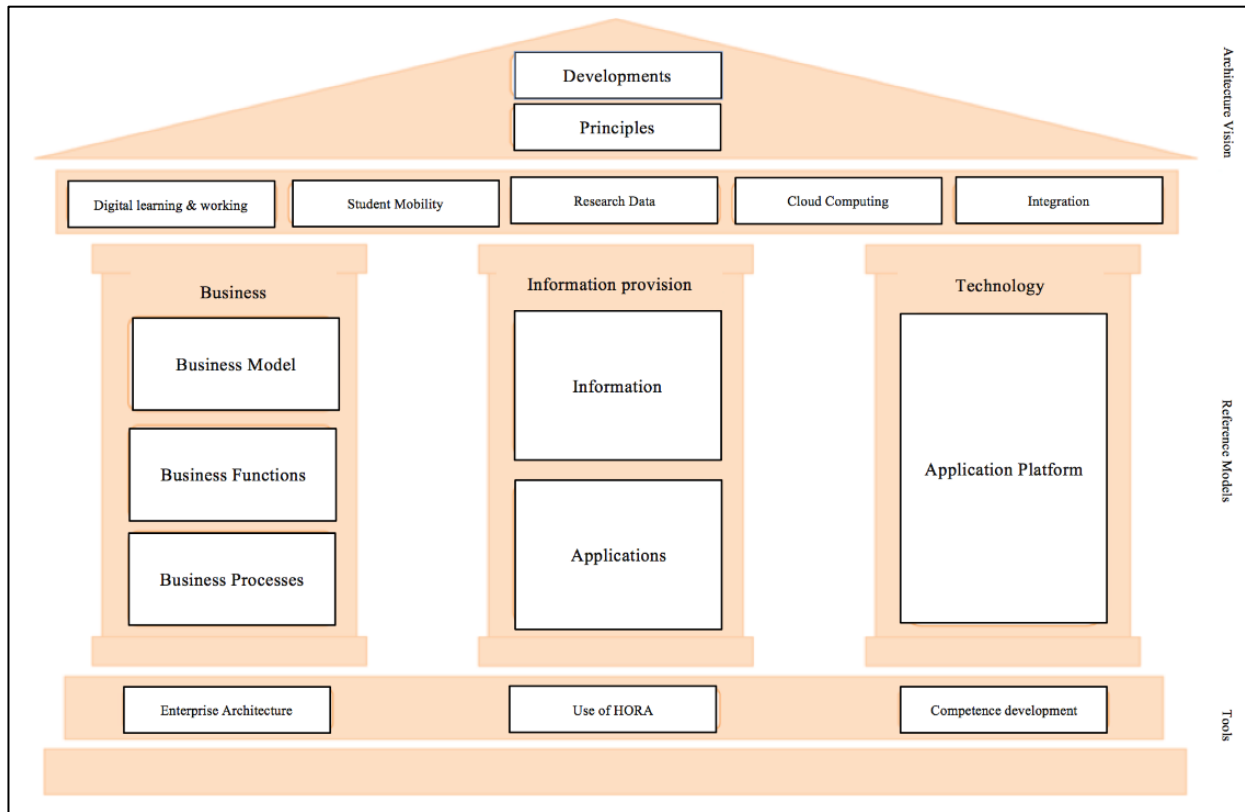 Developments
Principles
Architecture Vision
Digital learning & working
Student Mobility
Research Data
Cloud Computing
Integration
Business
Business Model
Business Functions
Business Processes
Information provision
Information
Applications
Technology
Application Platform
Reference Models
Enterprise Architecture
Use of HORA
Competence development
Tools